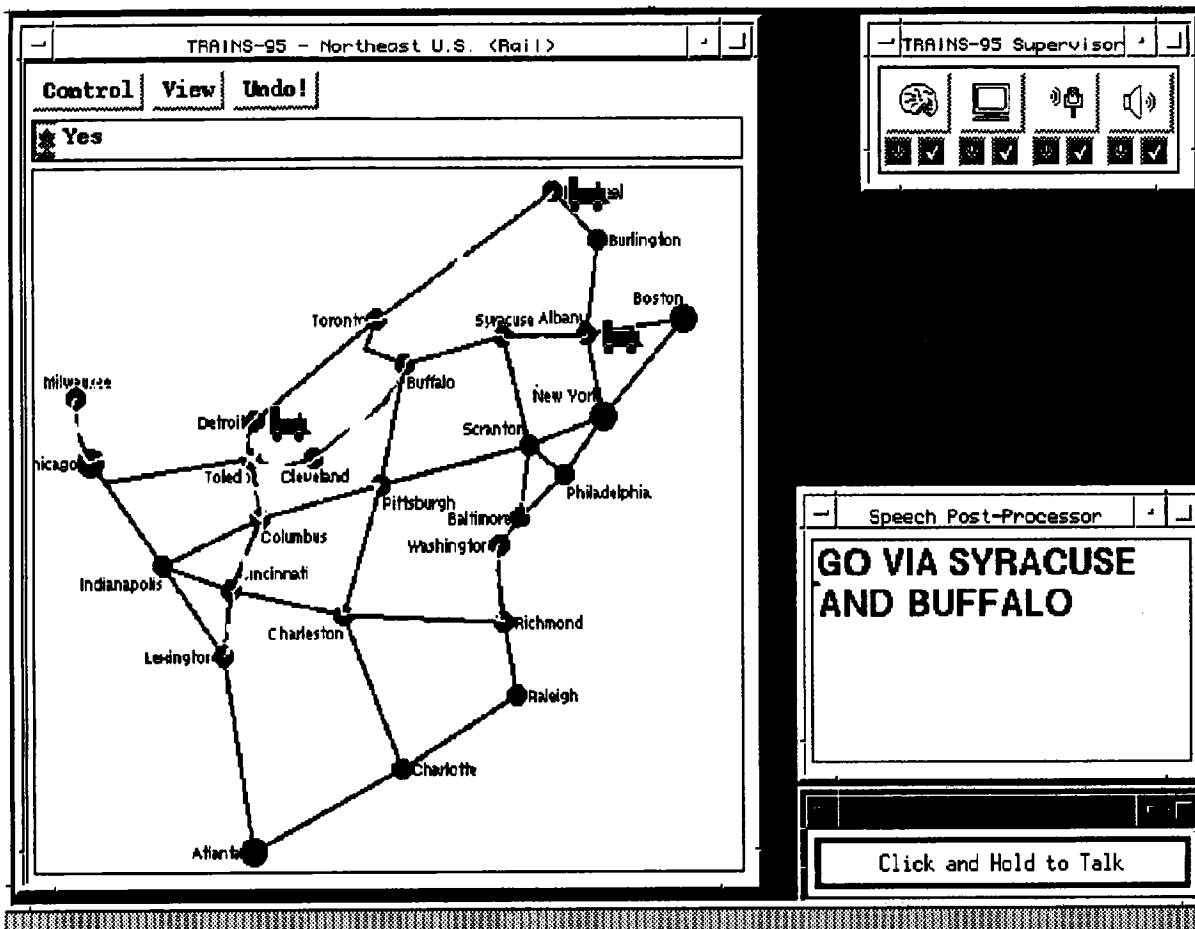 TRAINS-95 - Northeast U.S. (Rail)
Control View Undo!
Yes
Burlington
Boston
Toronto
Syracuse Albany
Milwaukee
Buffalo
New York
Detroit
Scranton
hicago
Toledo Cleveland
Pittsburgh
Philadelphia
Baltimore
Columbus
Washington
Indianapolis
incinnati
Charleston
Richmond
Lexington
Raleigh
Charlotte
Atlanta
TRAINS-95 Supervisor
Speech Post-Processor
GO VIA SYRACUSE
AND BUFFALO
Click and Hold to Talk